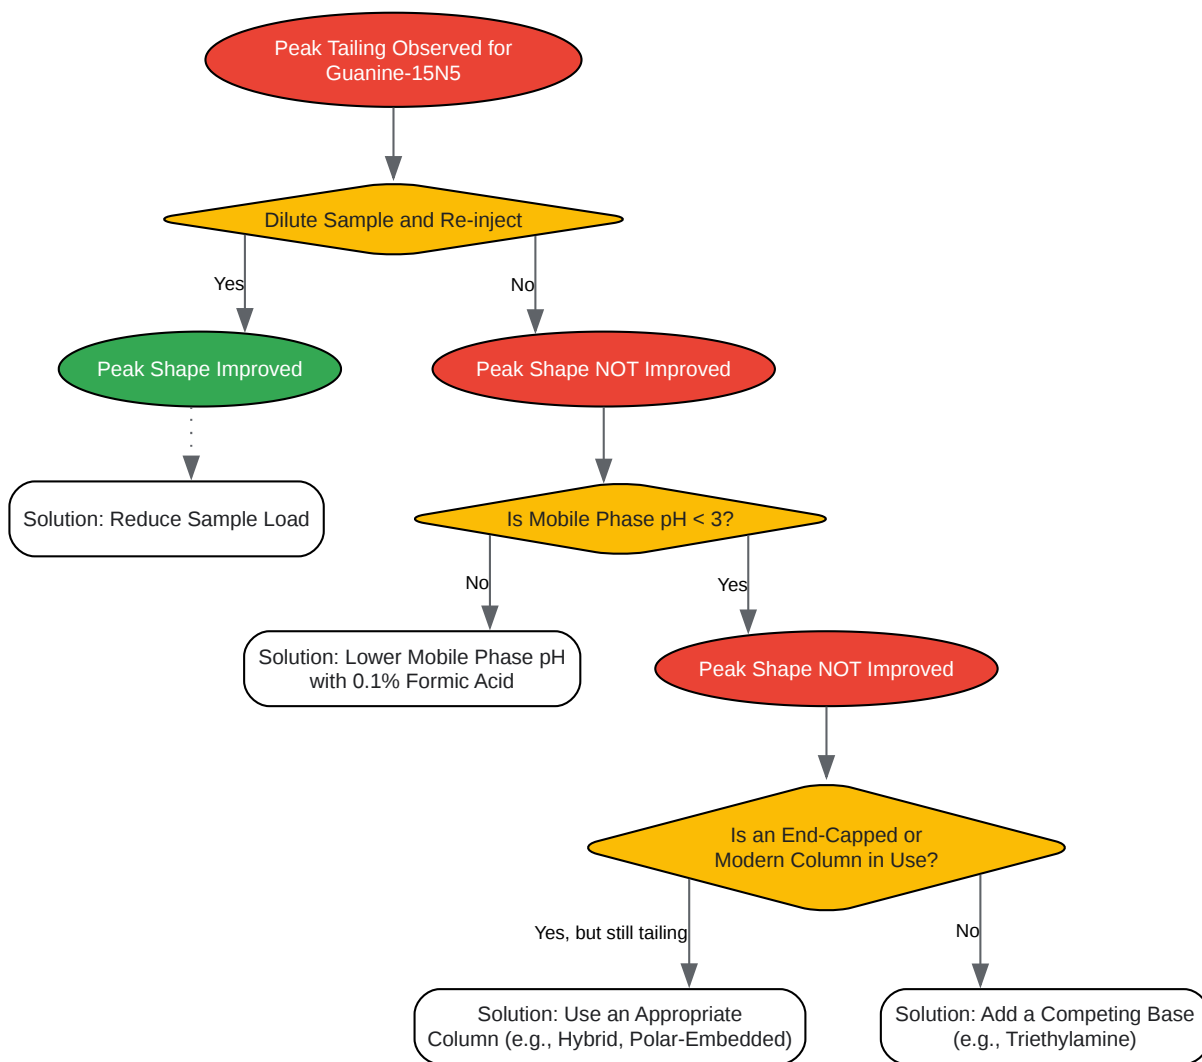 Peak Tailing Observed for
Guanine-15N5
Dilute Sample and Re-inject
Yes
No
Peak Shape Improved
Peak Shape NOT Improved
Solution: Reduce Sample Load
Is Mobile Phase pH < 3?
No
Yes
Solution: Lower Mobile Phase pH
with 0.1% Formic Acid
Peak Shape NOT Improved
Is an End-Capped or
Modern Column in Use?
Yes, but still tailing
No
Solution: Use an Appropriate
Column (e.g., Hybrid, Polar-Embedded)
Solution: Add a Competing Base
(e.g., Triethylamine)